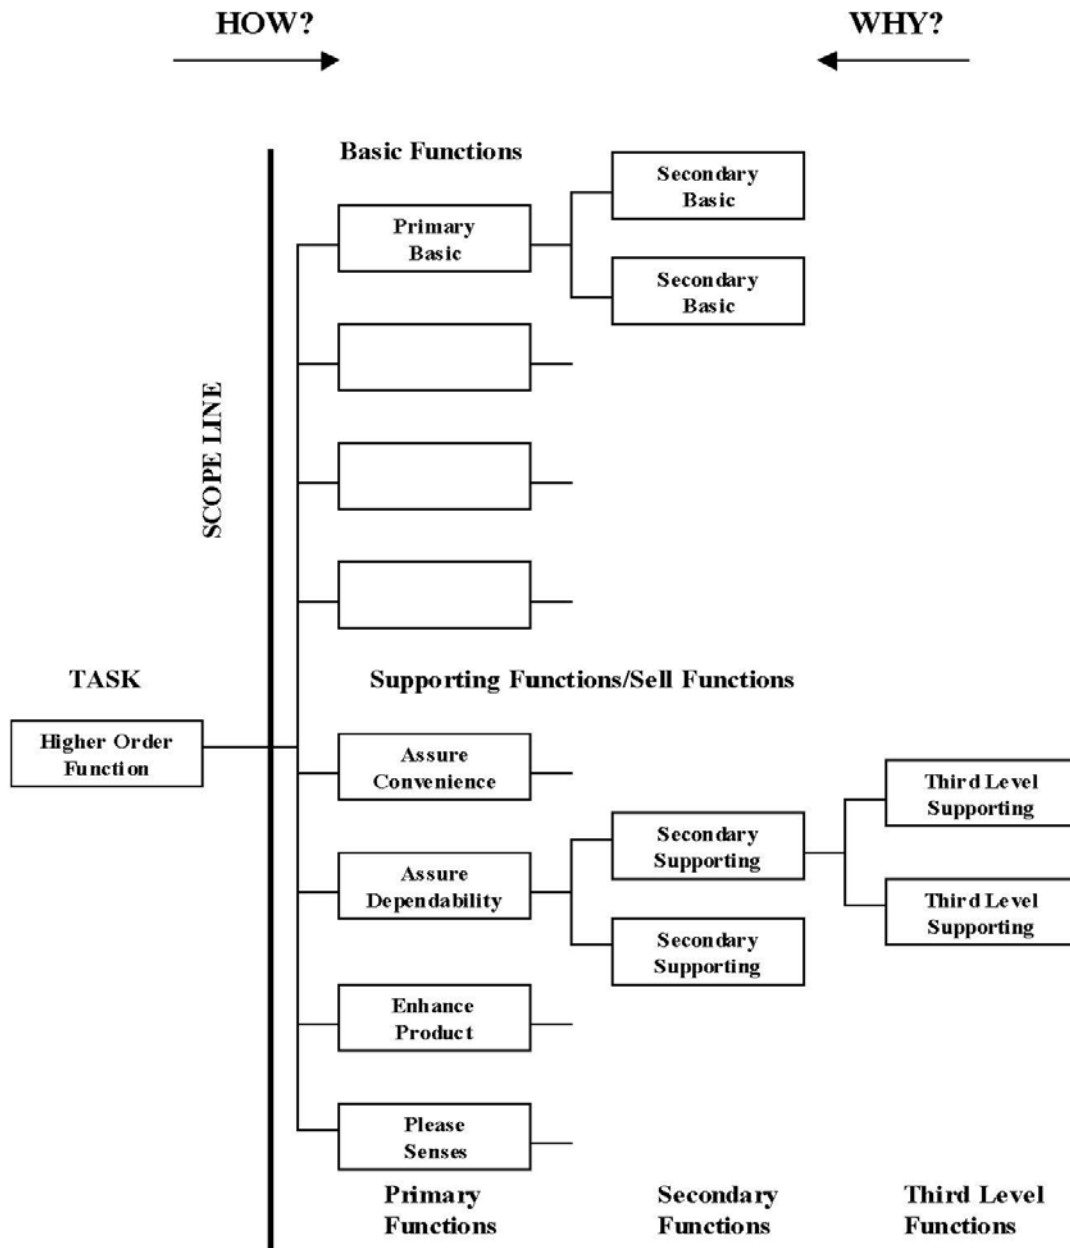 HOW?
WHY?
Basic Functions
Secondary
Basic
Primary
Basic
Secondary
Basic
SCOPE LINE
TASK
Supporting Functions/Sell Functions
Higher Order
Function
Assure
Convenience
Third Level
Supporting
Secondary
Supporting
Assure
Dependability
Third Level
Supporting
Secondary
Supporting
Enhance
Product
Please
Senses
Primary
Functions
Secondary
Functions
Third Level
Functions